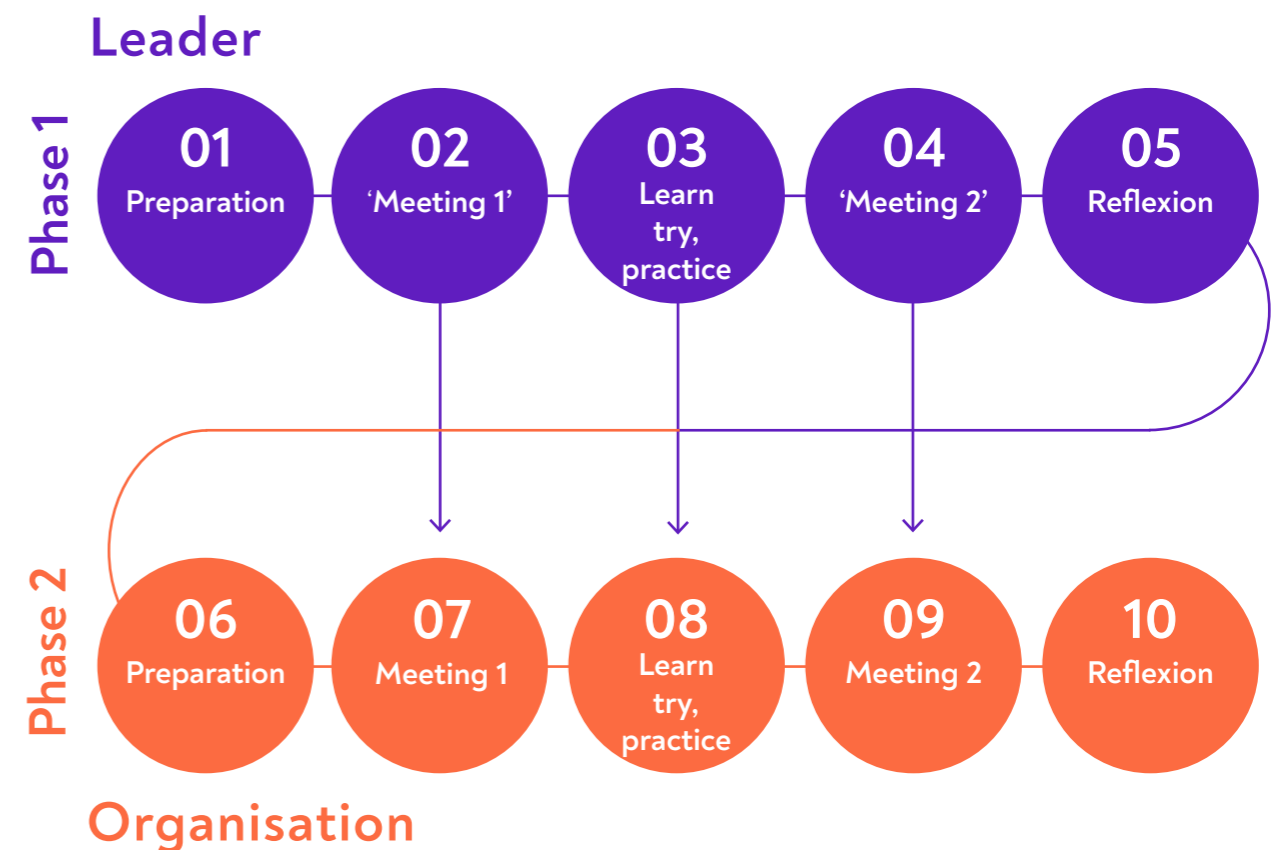 Leader
Phase 1
01
Preparation
02
‘Meeting 1’
03
Learn
try,
practice
04
‘Meeting 2’
05
Reflexion
Phase 2
06
Preparation
07
Meeting 1
08
Learn
try,
practice
09
Meeting 2
10
Reflexion
Organisation